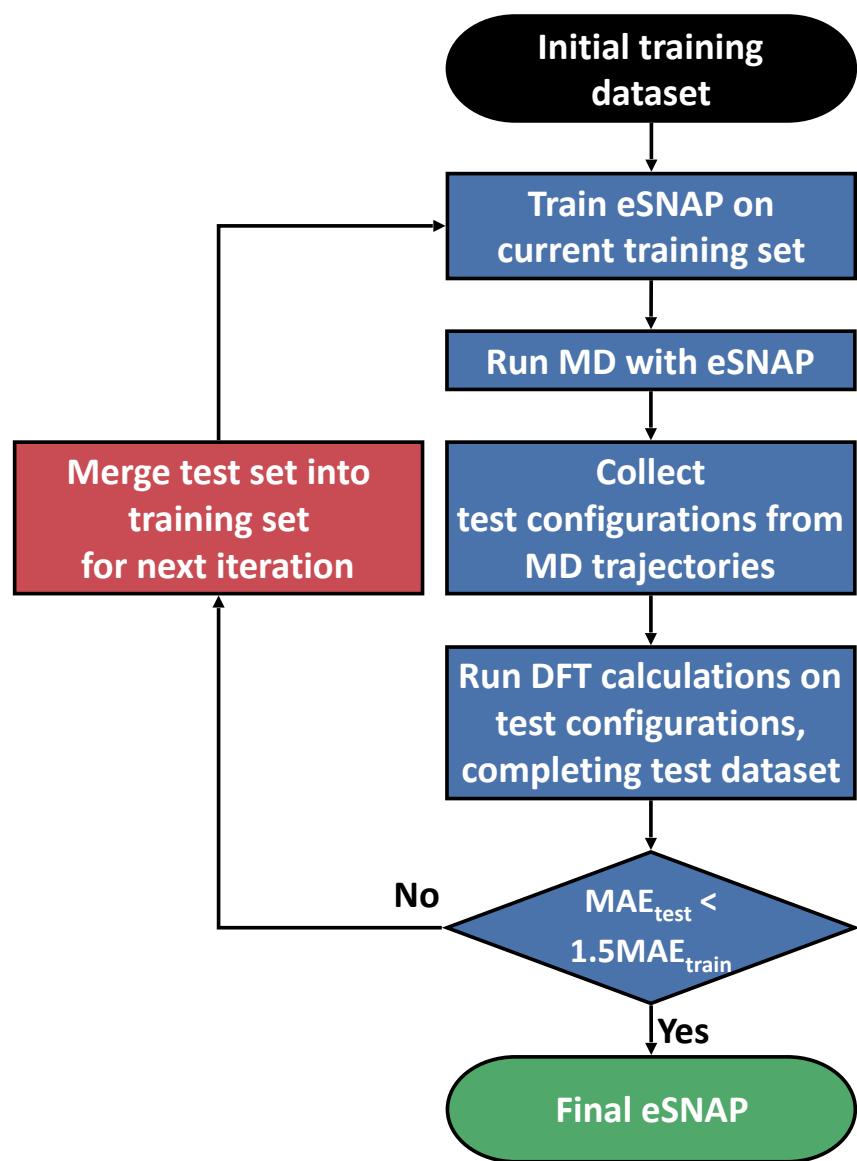 Initial training
dataset
Train eSNAP on
current training set
Run MD with eSNAP
Merge test set into
training set
for next iteration
Collect
test configurations from
MD trajectories
Run DFT calculations on
test configurations,
completing test dataset
No
MAE_test <
1.5MAE_train
Yes
Final eSNAP